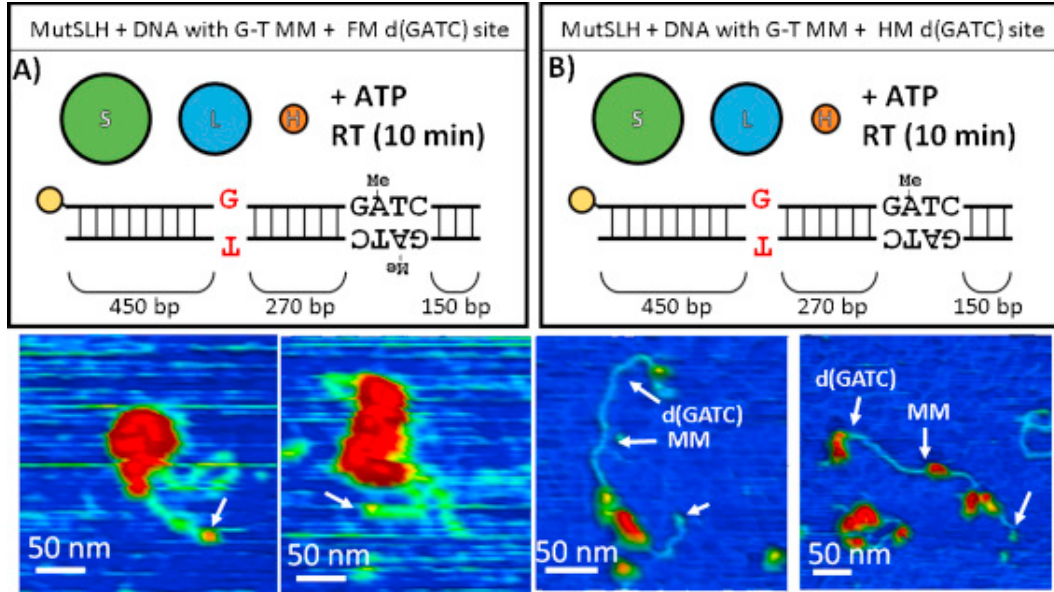 MutSLH + DNA with G-T MM + FM d(GATC) site
A)
S
L
H
+ ATP
RT (10 min)
Me
G
GATC
T
GATC
Me
450 bp
270 bp
150 bp
MutSLH + DNA with G-T MM + HM d(GATC) site
B)
S
L
H
+ ATP
RT (10 min)
Me
G
GATC
T
GATC
450 bp
270 bp
150 bp
50 nm
50 nm
d(GATC)
MM
50 nm
d(GATC)
MM
50 nm